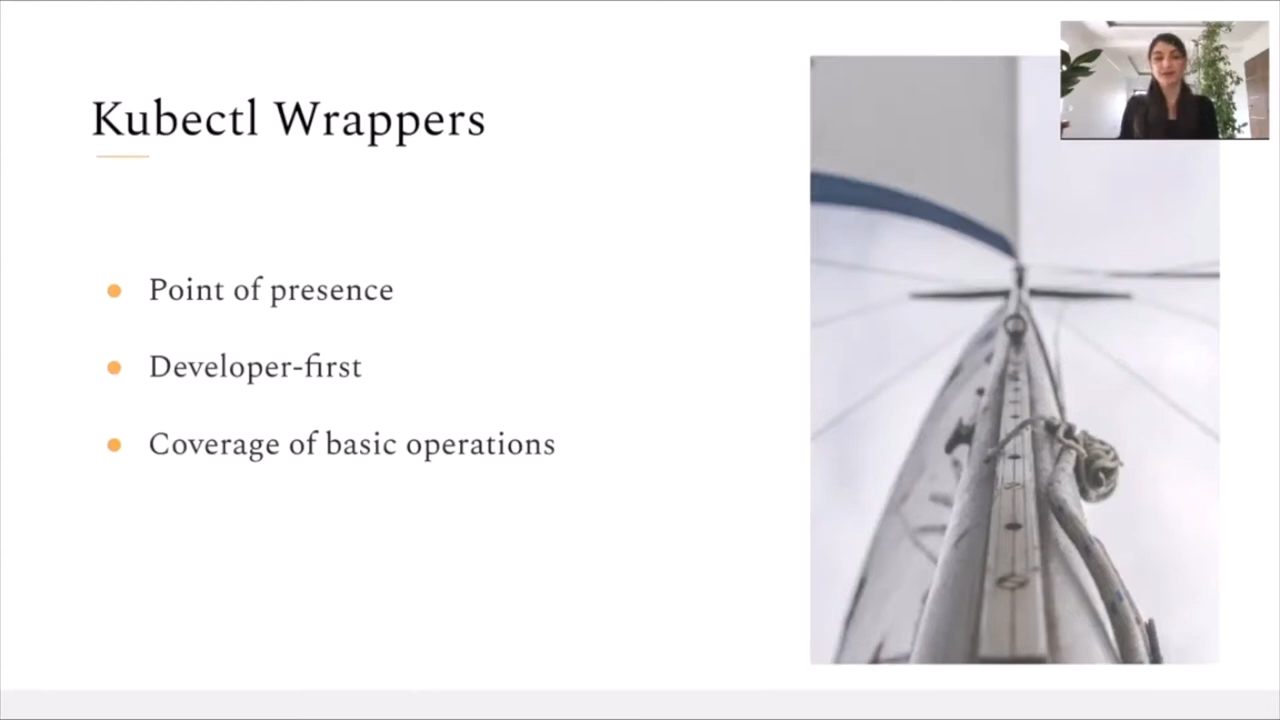 Kubectl Wrappers
Point of presence
Developer-first
Coverage of basic operations